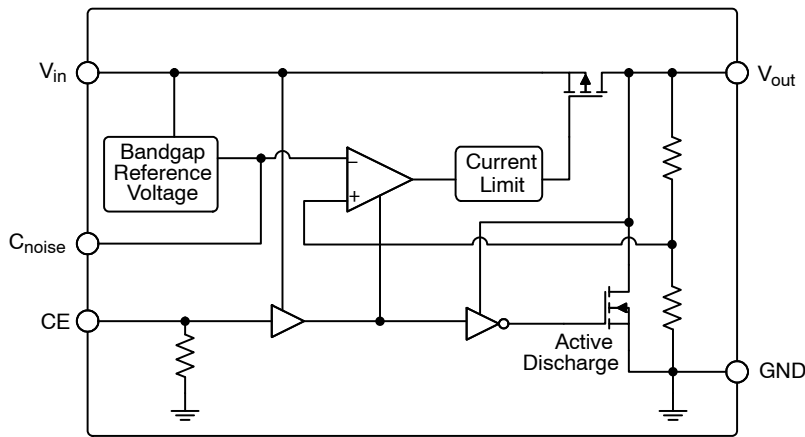 Vin
Vout
Bandgap
Reference
Voltage
−
+
Current
Limit
Cnoise
CE
Active
Discharge
GND